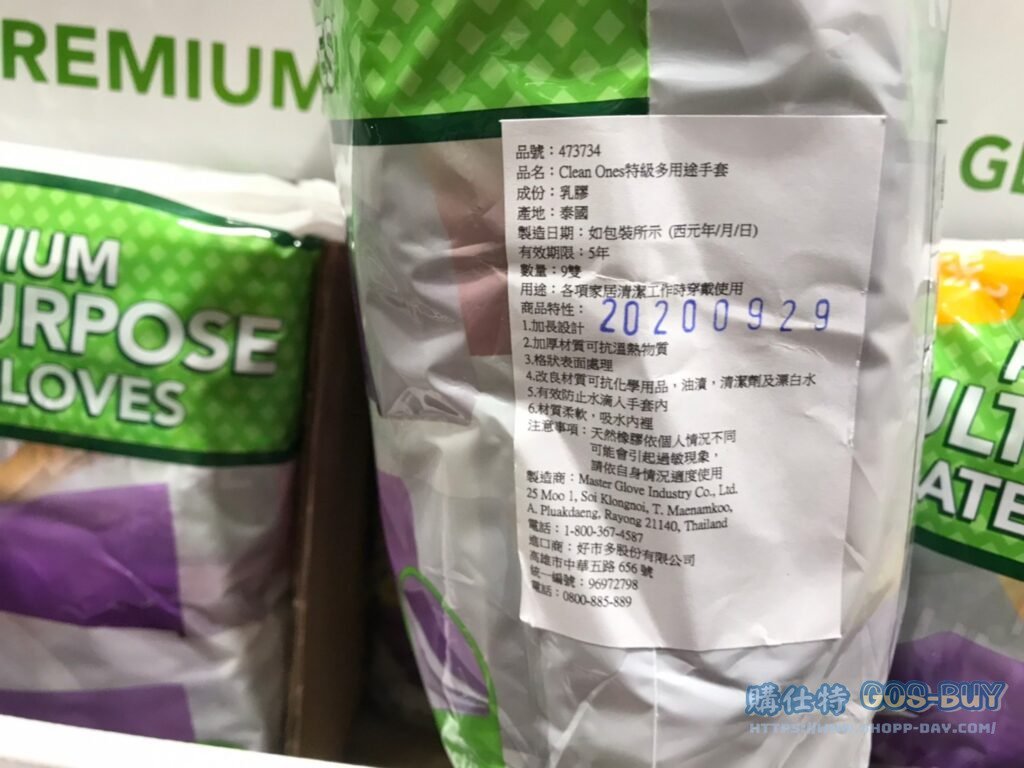 PREMIUM
MIUM
URPOSE
LOVES
品號：473734
品名：Clean Ones特級多用途手套
成份：乳膠
產地：泰國
製造日期：如包裝所示 (西元年/月/日)
有效期限：5年
數量：9雙
用途：各項家居清潔工作時穿戴使用
商品特性：
20200929
1.加長設計
2.加厚材質可抗溫熱物質
3.格狀表面處理
4.改良材質可抗化學用品，油漬，清潔劑及漂白水
5.有效防止水滴入手套內
6.材質柔軟，吸水內裡
注意事項：天然橡膠依個人情況不同
可能會引起過敏現象，
請依自身情況適度使用
製造商：Master Glove Industry Co., Ltd.
25 Moo 1, Soi Klongnoi, T. Maenamkoo,
A. Pluakdaeng, Rayong 21140, Thailand
電話：1-800-367-4587
進口商：好市多股份有限公司
高雄市中華五路 656 號
統一編號：96972798
電話：0800-885-889
GL
ULT
ATE
購仕特 GOS-BUY
HTTPS://WWW.SHOPP-DAY.COM/